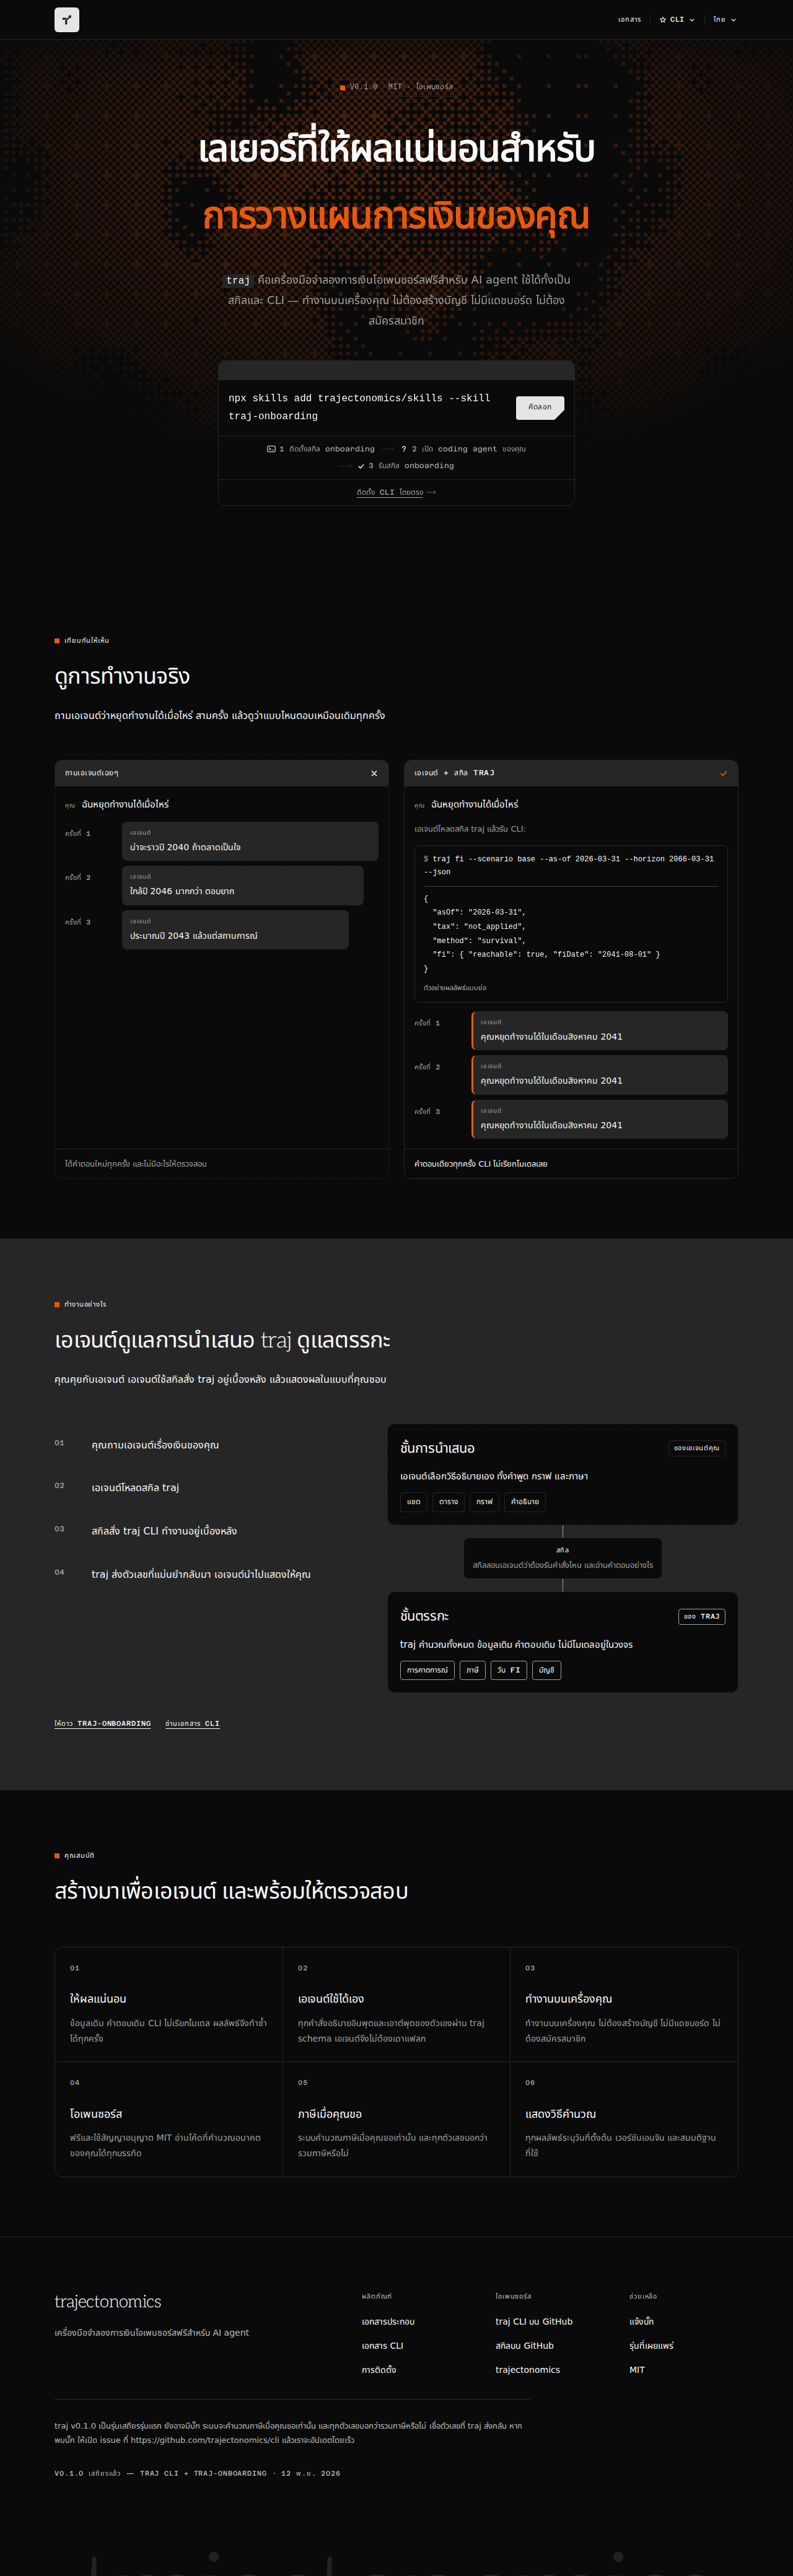 เอกสาร
CLI
ไทย
V0.1.0 MIT · โอเพนซอร์ส
เลเยอร์ที่ให้ผลแน่นอนสำหรับ
การวางแผนการเงินของคุณ
traj คือเครื่องมือจำลองการเงินโอเพนซอร์สฟรีสำหรับ AI agent ใช้ได้ทั้งเป็น
สกิลและ CLI — ทำงานบนเครื่องคุณ ไม่ต้องสร้างบัญชี ไม่มีแดชบอร์ด ไม่ต้อง
สมัครสมาชิก
npx skills add trajectonomics/skills --skill
traj-onboarding
คัดลอก
1 ติดตั้งสกิล onboarding
? 2 เปิด coding agent ของคุณ
3 รันสกิล onboarding
ติดตั้ง CLI โดยตรง
เทียบกันให้เห็น
ดูการทำงานจริง
ถามเอเจนต์ว่าหยุดทำงานได้เมื่อไหร่ สามครั้ง แล้วดูว่าแบบไหนตอบเหมือนเดิมทุกครั้ง
ถามเอเจนต์เฉยๆ
คุณ ฉันหยุดทำงานได้เมื่อไหร่
ครั้งที่ 1
เอเจนต์
น่าจะราวปี 2040 ถ้าตลาดเป็นใจ
ครั้งที่ 2
เอเจนต์
ใกล้ปี 2046 มากกว่า ตอบยาก
ครั้งที่ 3
เอเจนต์
ประมาณปี 2043 แล้วแต่สถานการณ์
ได้คำตอบใหม่ทุกครั้ง และไม่มีอะไรให้ตรวจสอบ
เอเจนต์ + สกิล TRAJ
คุณ ฉันหยุดทำงานได้เมื่อไหร่
เอเจนต์โหลดสกิล traj แล้วรัน CLI:
$ traj fi --scenario base --as-of 2026-03-31 --horizon 2066-03-31
--json
{
"asOf": "2026-03-31",
"tax": "not_applied",
"method": "survival",
"fi": { "reachable": true, "fiDate": "2041-08-01" }
}
ตัวอย่างผลลัพธ์แบบย่อ
ครั้งที่ 1
เอเจนต์
คุณหยุดทำงานได้ในเดือนสิงหาคม 2041
ครั้งที่ 2
เอเจนต์
คุณหยุดทำงานได้ในเดือนสิงหาคม 2041
ครั้งที่ 3
เอเจนต์
คุณหยุดทำงานได้ในเดือนสิงหาคม 2041
คำตอบเดียวทุกครั้ง CLI ไม่เรียกโมเดลเลย
ทำงานอย่างไร
เอเจนต์ดูแลการนำเสนอ traj ดูแลตรรกะ
คุณคุยกับเอเจนต์ เอเจนต์ใช้สกิลสั่ง traj อยู่เบื้องหลัง แล้วแสดงผลในแบบที่คุณชอบ
01 คุณถามเอเจนต์เรื่องเงินของคุณ
02 เอเจนต์โหลดสกิล traj
03 สกิลสั่ง traj CLI ทำงานอยู่เบื้องหลัง
04 traj ส่งตัวเลขที่แม่นยำกลับมา เอเจนต์นำไปแสดงให้คุณ
ชั้นการนำเสนอ
ของเอเจนต์คุณ
เอเจนต์เลือกวิธีอธิบายเอง ทั้งคำพูด กราฟ และภาษา
แชต
ตาราง
กราฟ
คำอธิบาย
สกิล
สกิลสอนเอเจนต์ว่าต้องรันคำสั่งไหน และอ่านคำตอบอย่างไร
ชั้นตรรกะ
ของ TRAJ
traj คำนวณทั้งหมด ข้อมูลเดิม คำตอบเดิม ไม่มีโมเดลอยู่ในวงจร
การคาดการณ์
ภาษี
วัน FI
บัญชี
ให้ดาว TRAJ-ONBOARDING
อ่านเอกสาร CLI
คุณสมบัติ
สร้างมาเพื่อเอเจนต์ และพร้อมให้ตรวจสอบ
01
ให้ผลแน่นอน
ข้อมูลเดิม คำตอบเดิม CLI ไม่เรียกโมเดล ผลลัพธ์จึงทำซ้ำ
ได้ทุกครั้ง
02
เอเจนต์ใช้ได้เอง
ทุกคำสั่งอธิบายอินพุตและเอาต์พุตของตัวเองผ่าน traj
schema เอเจนต์จึงไม่ต้องเดาแฟลก
03
ทำงานบนเครื่องคุณ
ทำงานบนเครื่องคุณ ไม่ต้องสร้างบัญชี ไม่มีแดชบอร์ด ไม่
ต้องสมัครสมาชิก
04
โอเพนซอร์ส
ฟรีและใช้สัญญาอนุญาต MIT อ่านโค้ดที่คำนวณอนาคต
ของคุณได้ทุกบรรทัด
05
ภาษีเมื่อคุณขอ
ระบบคำนวณภาษีเมื่อคุณขอเท่านั้น และทุกตัวเลขบอกว่า
รวมภาษีหรือไม่
06
แสดงวิธีคำนวณ
ทุกผลลัพธ์ระบุวันที่ตั้งต้น เวอร์ชันเอนจิน และสมมติฐาน
ที่ใช้
trajectonomics
เครื่องมือจำลองการเงินโอเพนซอร์สฟรีสำหรับ AI agent
ผลิตภัณฑ์
เอกสารประกอบ
เอกสาร CLI
การติดตั้ง
โอเพนซอร์ส
traj CLI บน GitHub
สกิลบน GitHub
trajectonomics
ช่วยเหลือ
แจ้งบั๊ก
รุ่นที่เผยแพร่
MIT
traj v0.1.0 เป็นรุ่นเสถียรรุ่นแรก ยังอาจมีบั๊ก ระบบจะคำนวณภาษีเมื่อคุณขอเท่านั้น และทุกตัวเลขบอกว่ารวมภาษีหรือไม่ เชื่อตัวเลขที่ traj ส่งกลับ หาก
พบบั๊ก ให้เปิด issue ที่ https://github.com/trajectonomics/cli แล้วเราจะอัปเดตโดยเร็ว
V0.1.0 เสถียรแล้ว — TRAJ CLI + TRAJ-ONBOARDING · 12 พ.ย. 2026